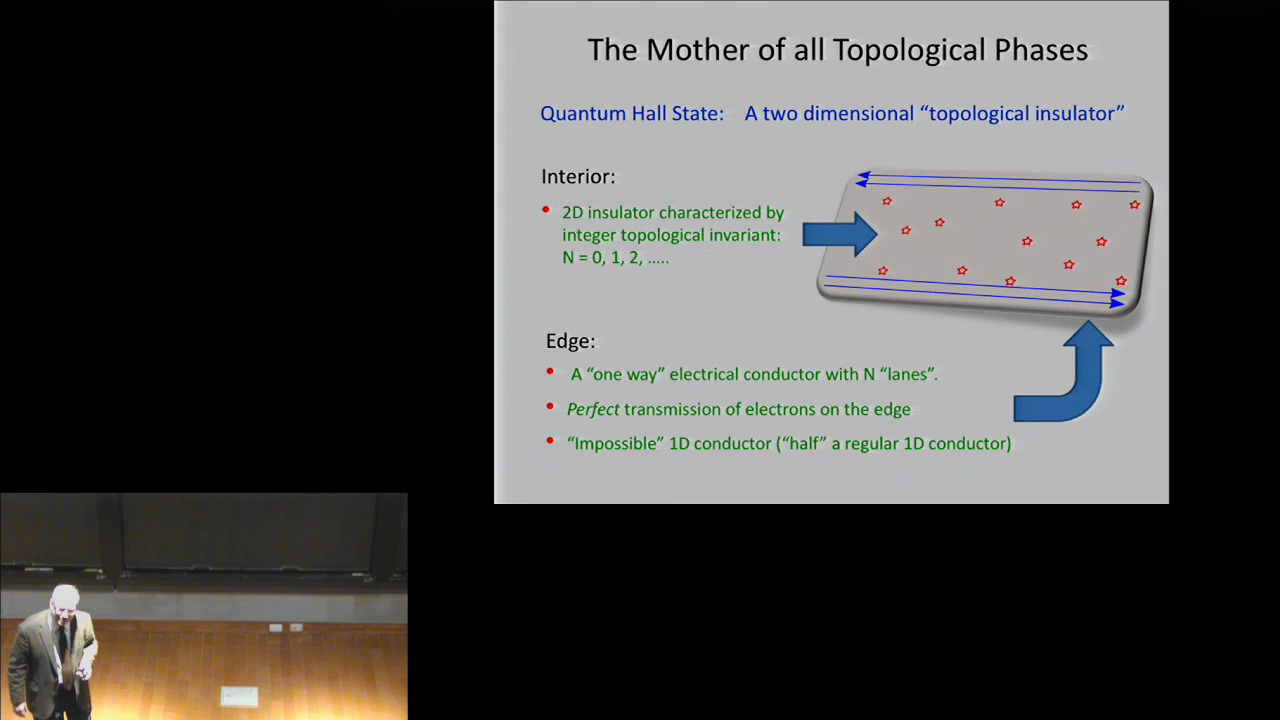 The Mother of all Topological Phases
Quantum Hall State: A two dimensional “topological insulator”
Interior:
• 2D insulator characterized by
integer topological invariant:
N = 0, 1, 2, .....
Edge:
• A “one way” electrical conductor with N “lanes”.
• Perfect transmission of electrons on the edge
• “Impossible” 1D conductor (“half” a regular 1D conductor)